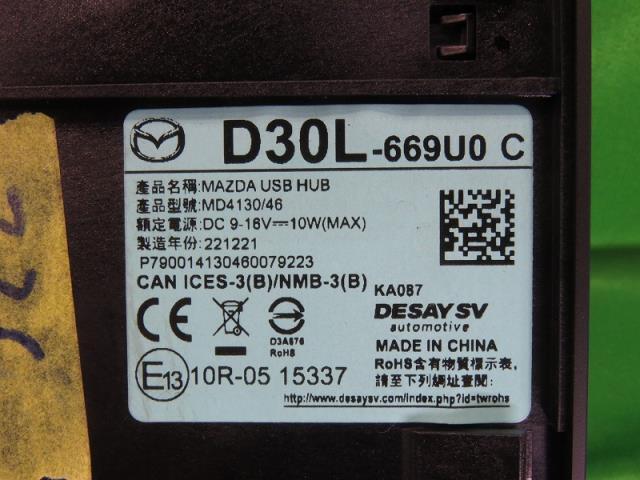 D30L-669U0 C
產品名稱:MAZDA USB HUB
產品型號:MD4130/46
額定電源:DC 9-16V⎓10W(MAX)
製造年份:221221
P790014130460079223
CAN ICES-3(B)/NMB-3(B)
KA087
CE
D3A676
RoHS
DESAY SV
automotive
MADE IN CHINA
RoHS含有物質標示表,
請至下列網址查閱:
http://www.desaysv.com/index.php?id=twrohs
E13 10R-05 15337